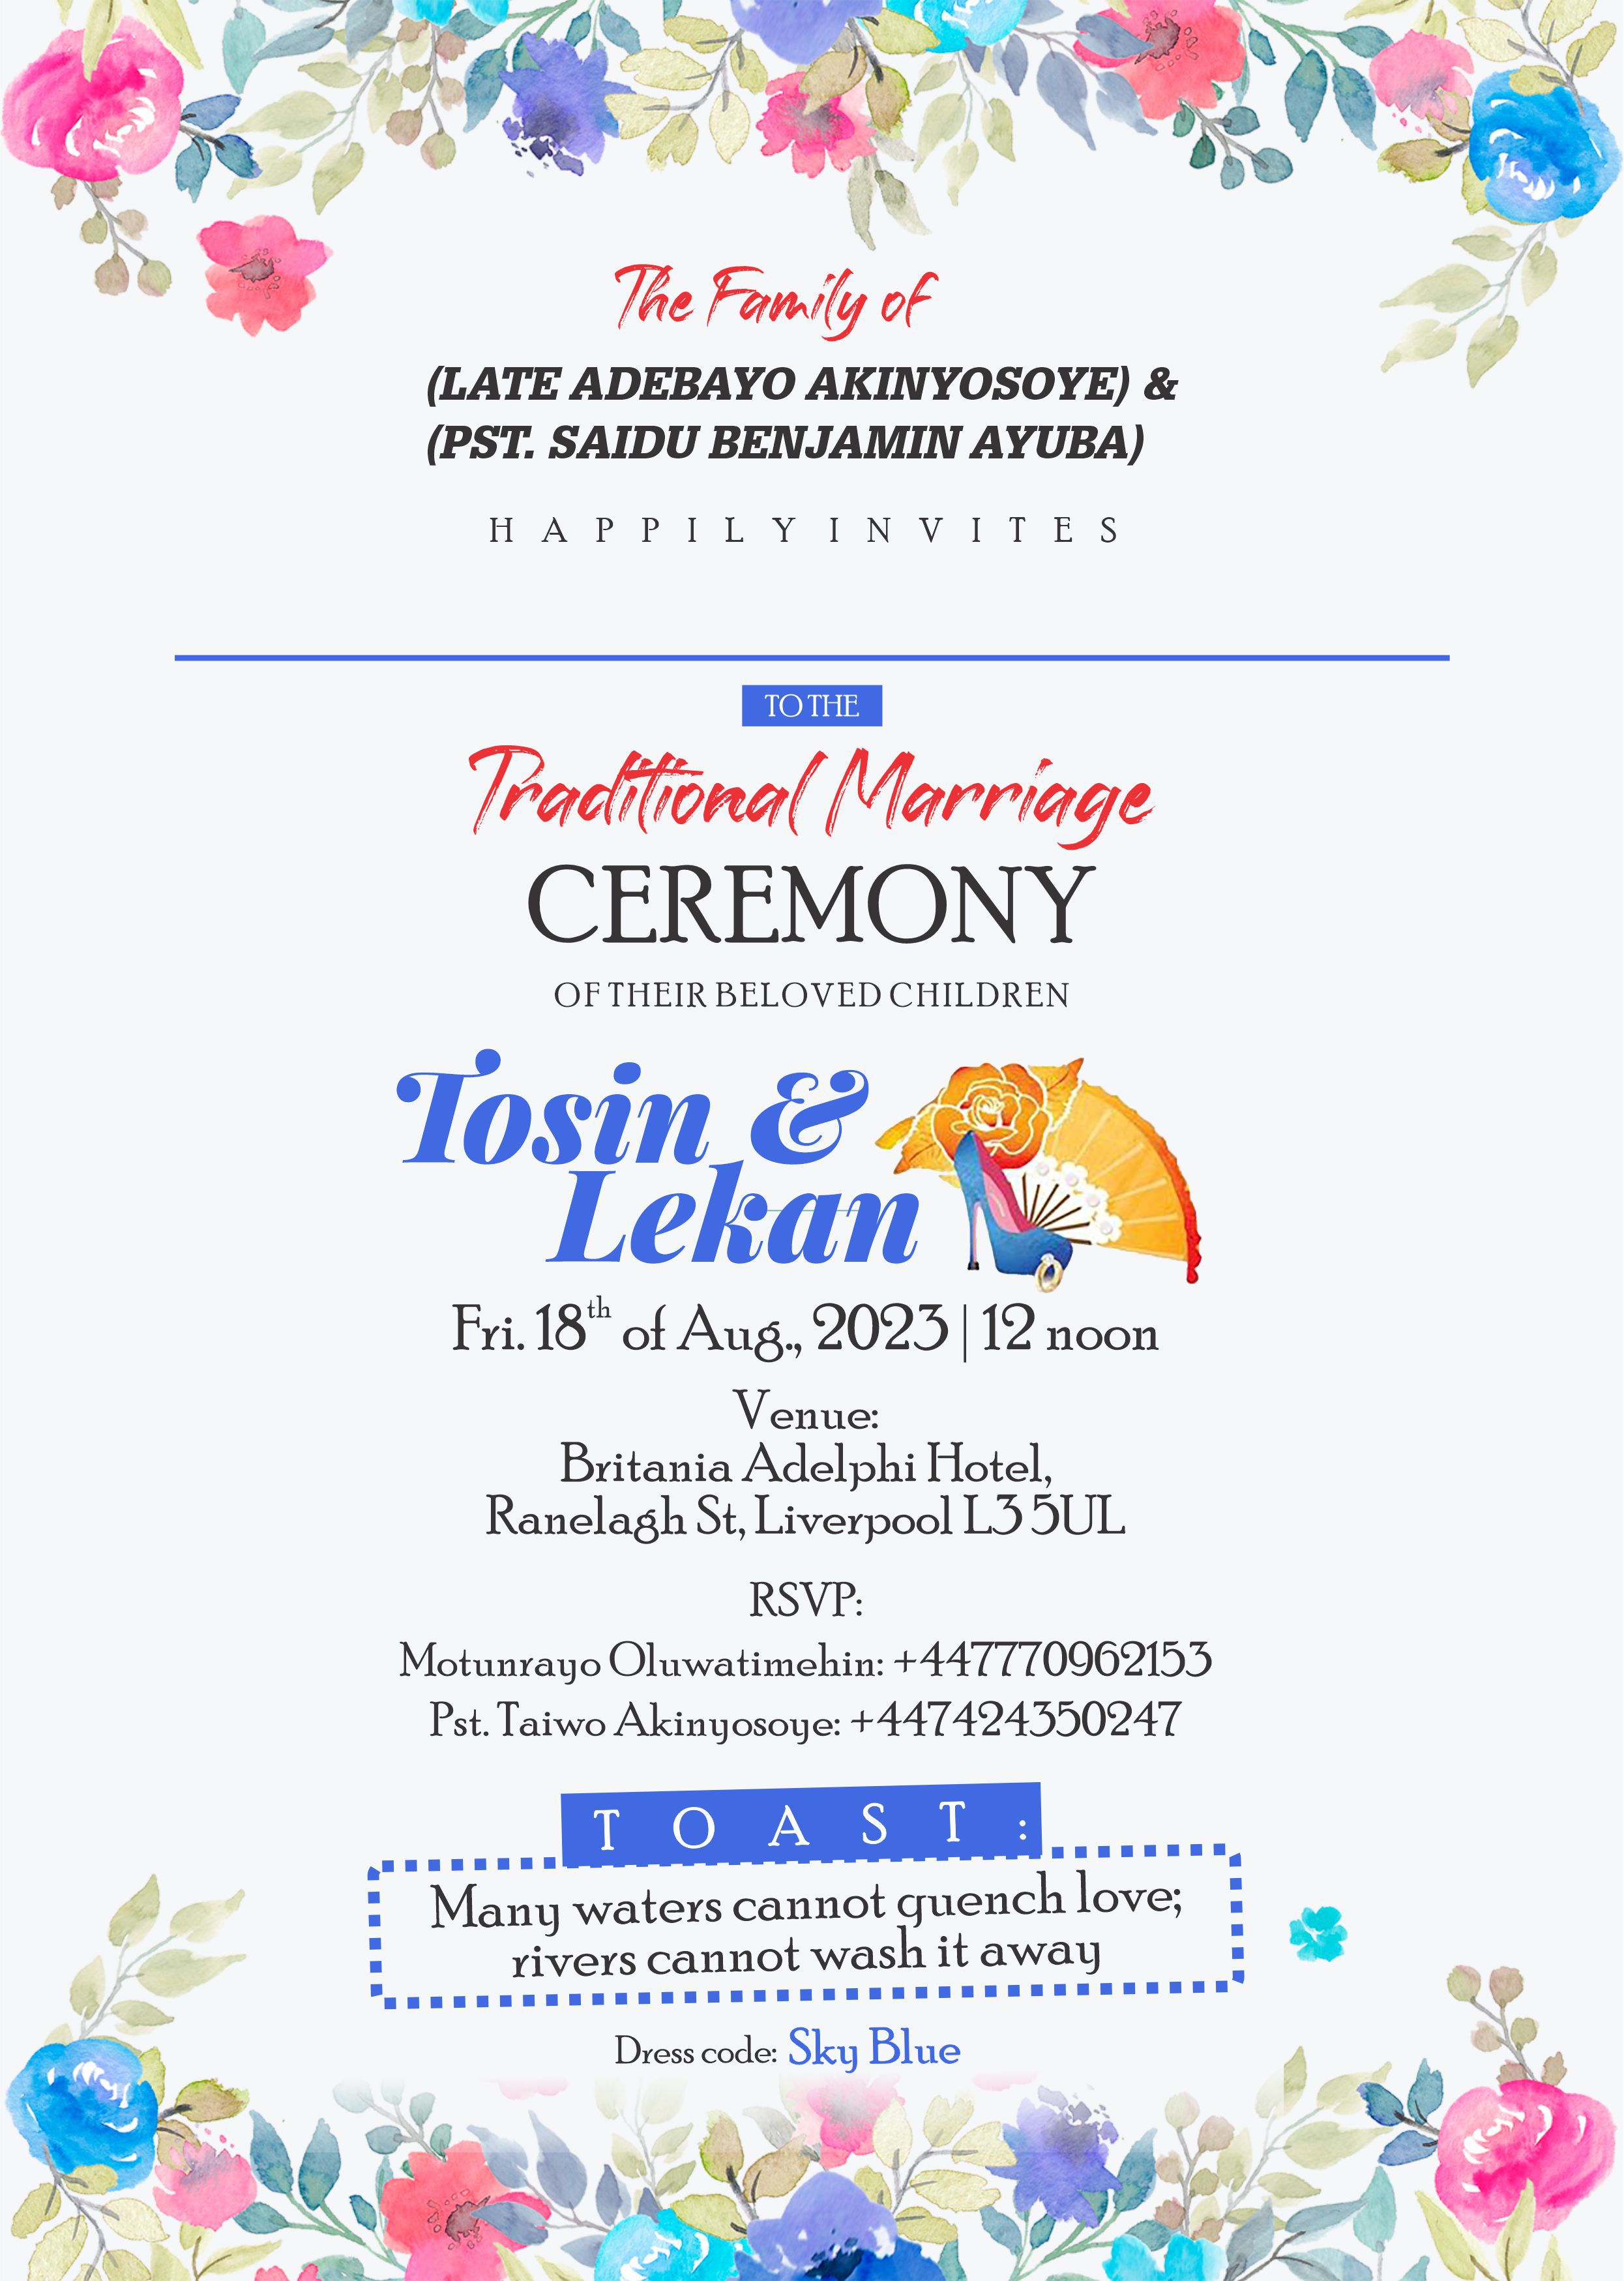 The Family of
(LATE ADEBAYO AKINYOSOYE) &
(PST. SAIDU BENJAMIN AYUBA)
HAPPILY INVITES
TO THE
Traditional Marriage
CEREMONY
OF THEIR BELOVED CHILDREN
Tosin &
Lekan
Fri. 18th of Aug., 2023 | 12 noon
Venue:
Britania Adelphi Hotel,
Ranelagh St, Liverpool L3 5UL
RSVP:
Motunrayo Oluwatimehin: +447770962153
Pst. Taiwo Akinyosoye: +447424350247
TOAST:
Many waters cannot quench love;
rivers cannot wash it away
Dress code: Sky Blue